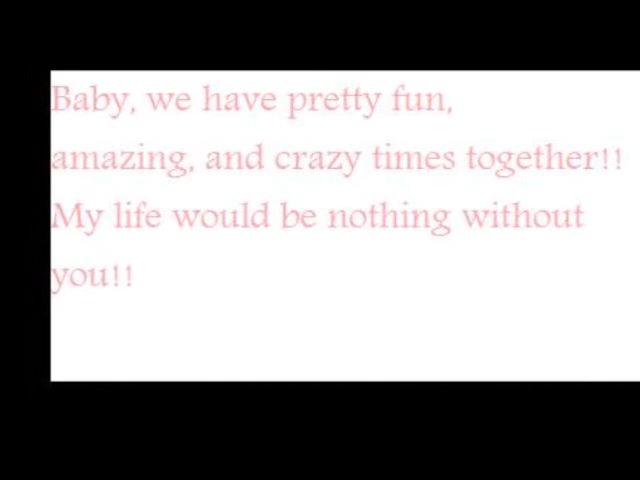 Baby, we have pretty fun,
amazing, and crazy times together!!
My life would be nothing without
you!!